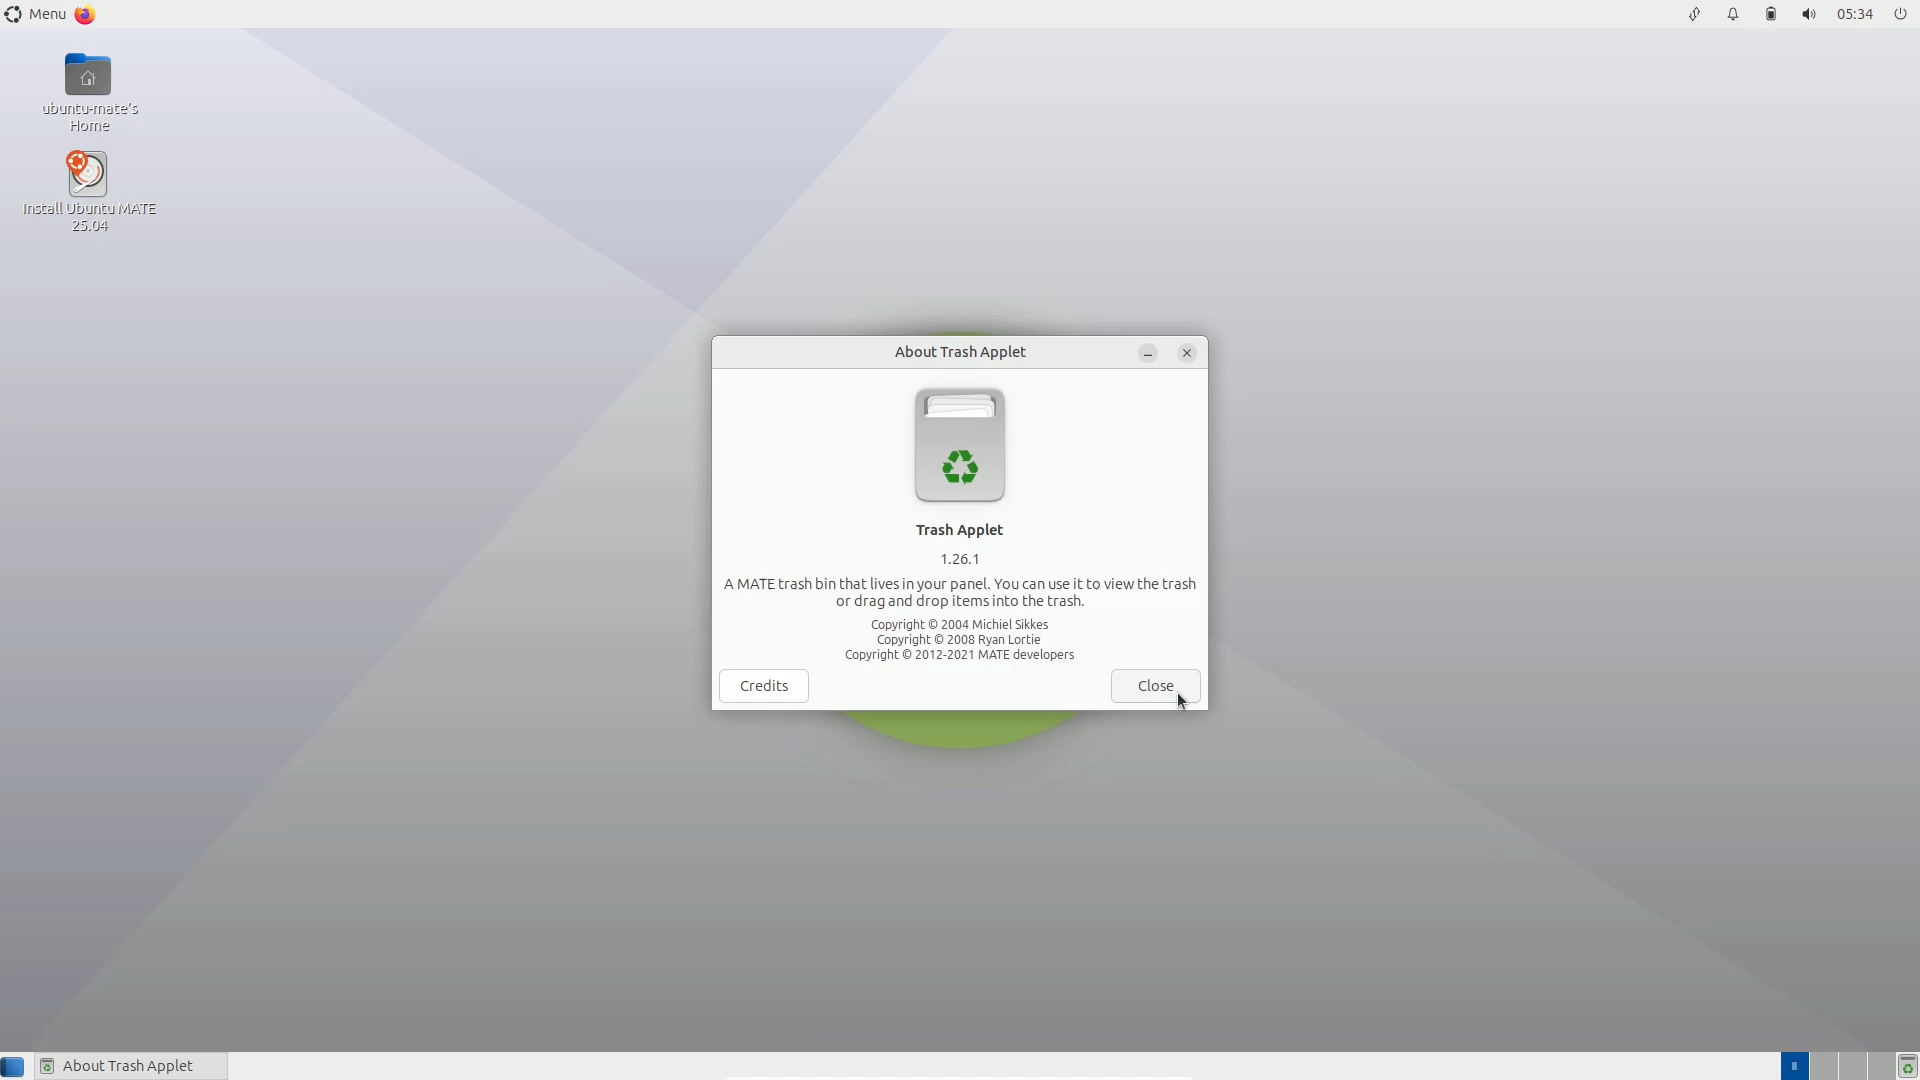 Menu
05:34
ubuntu-mate's
Home
Install Ubuntu MATE
25.04
About Trash Applet
Trash Applet
1.26.1
A MATE trash bin that lives in your panel. You can use it to view the trash
or drag and drop items into the trash.
Copyright © 2004 Michiel Sikkes
Copyright © 2008 Ryan Lortie
Copyright © 2012-2021 MATE developers
Credits
Close
About Trash Applet